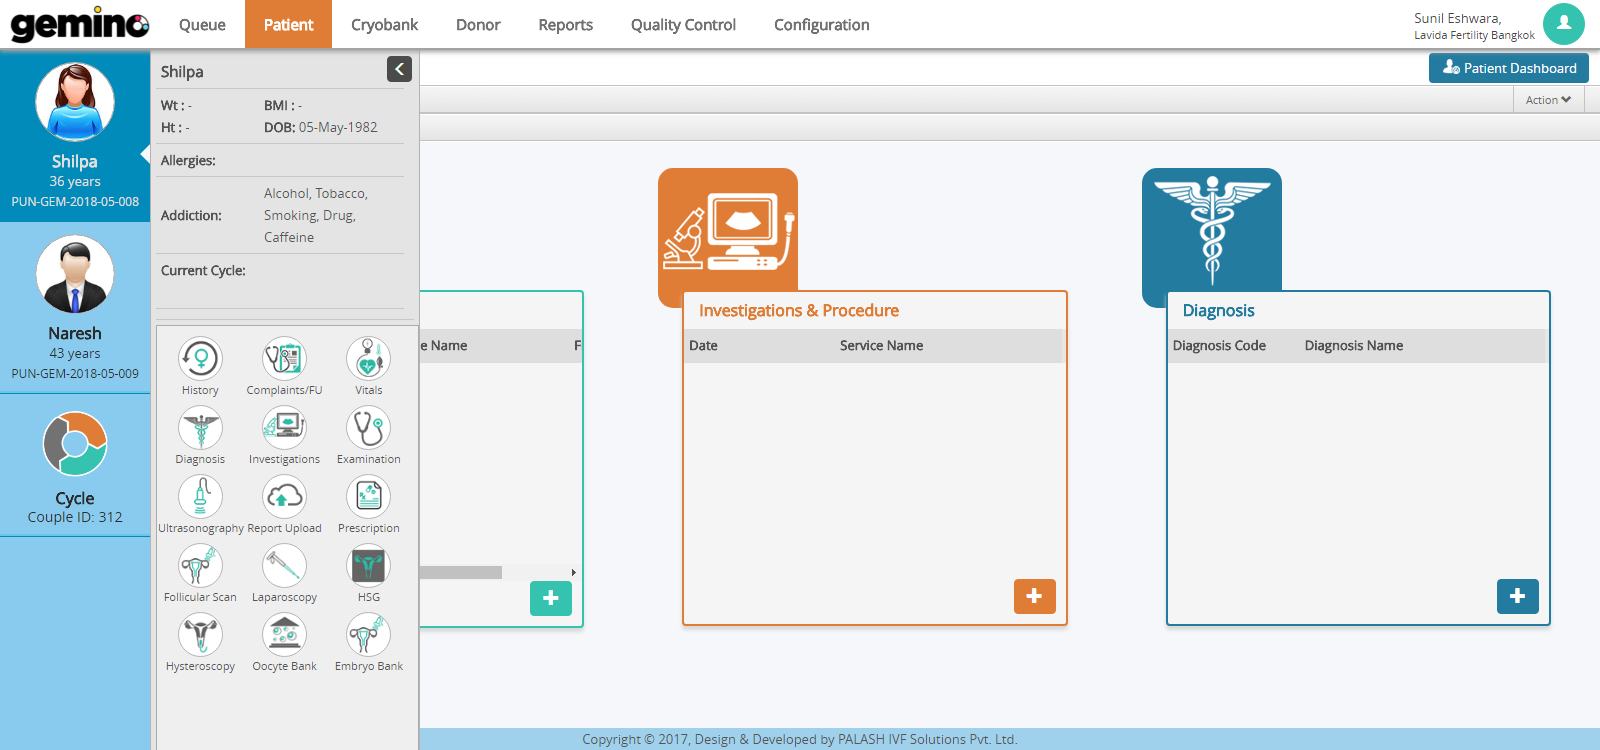 gemino
Queue
Patient
Cryobank
Donor
Reports
Quality Control
Configuration
Sunil Eshwara,
Lavida Fertility Bangkok
Shilpa
36 years
PUN-GEM-2018-05-008
Naresh
43 years
PUN-GEM-2018-05-009
Cycle
Couple ID: 312
Shilpa
Wt : -
BMI : -
Ht : -
DOB: 05-May-1982
Allergies:
Addiction:
Alcohol, Tobacco,
Smoking, Drug,
Caffeine
Current Cycle:
History
Complaints/FU
Vitals
Diagnosis
Investigations
Examination
Ultrasonography
Report Upload
Prescription
Follicular Scan
Laparoscopy
HSG
Hysteroscopy
Oocyte Bank
Embryo Bank
Patient Dashboard
Action
e Name
F
Investigations & Procedure
Date
Service Name
Diagnosis
Diagnosis Code
Diagnosis Name
Copyright © 2017, Design & Developed by PALASH IVF Solutions Pvt. Ltd.